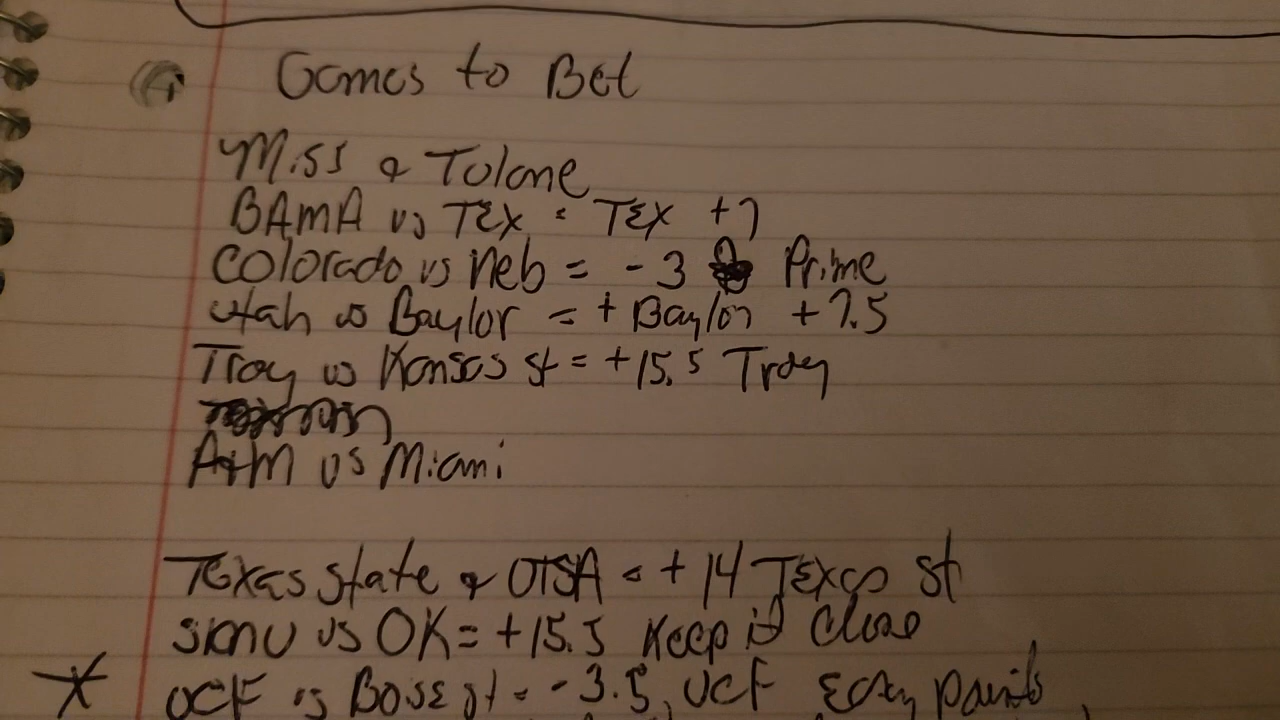 Games to Bet
Miss & Tulane
BAMA vs TEX = TEX +7
Colorado vs Neb = -3 Prime
Utah vs Baylor = + Baylor +7.5
Troy vs Kansas st = +15.5 Troy
A+M vs Miami
Texas state & UTSA = + 14 TEXas St
SMU vs OK = +15.5 Keep it Close
UCF vs Boise st = -3.5, UCF Easy points